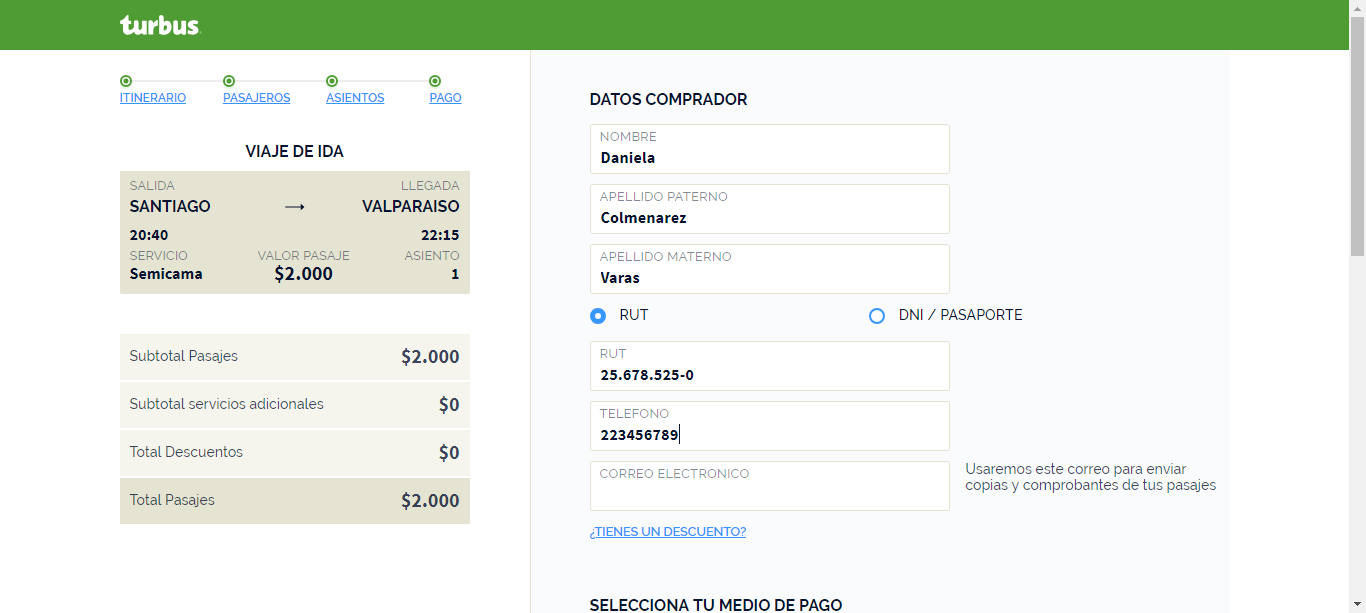 turbus
ITINERARIO PASAJEROS ASIENTOS PAGO
VIAJE DE IDA
SALIDA LLEGADA
SANTIAGO → VALPARAISO
20:40 22:15
SERVICIO VALOR PASAJE ASIENTO
Semicama $2.000 1
Subtotal Pasajes $2.000
Subtotal servicios adicionales $0
Total Descuentos $0
Total Pasajes $2.000
DATOS COMPRADOR
NOMBRE
Daniela
APELLIDO PATERNO
Colmenarez
APELLIDO MATERNO
Varas
RUT DNI / PASAPORTE
RUT
25.678.525-0
TELEFONO
223456789
CORREO ELECTRONICO
Usaremos este correo para enviar
copias y comprobantes de tus pasajes
¿TIENES UN DESCUENTO?
SELECCIONA TU MEDIO DE PAGO